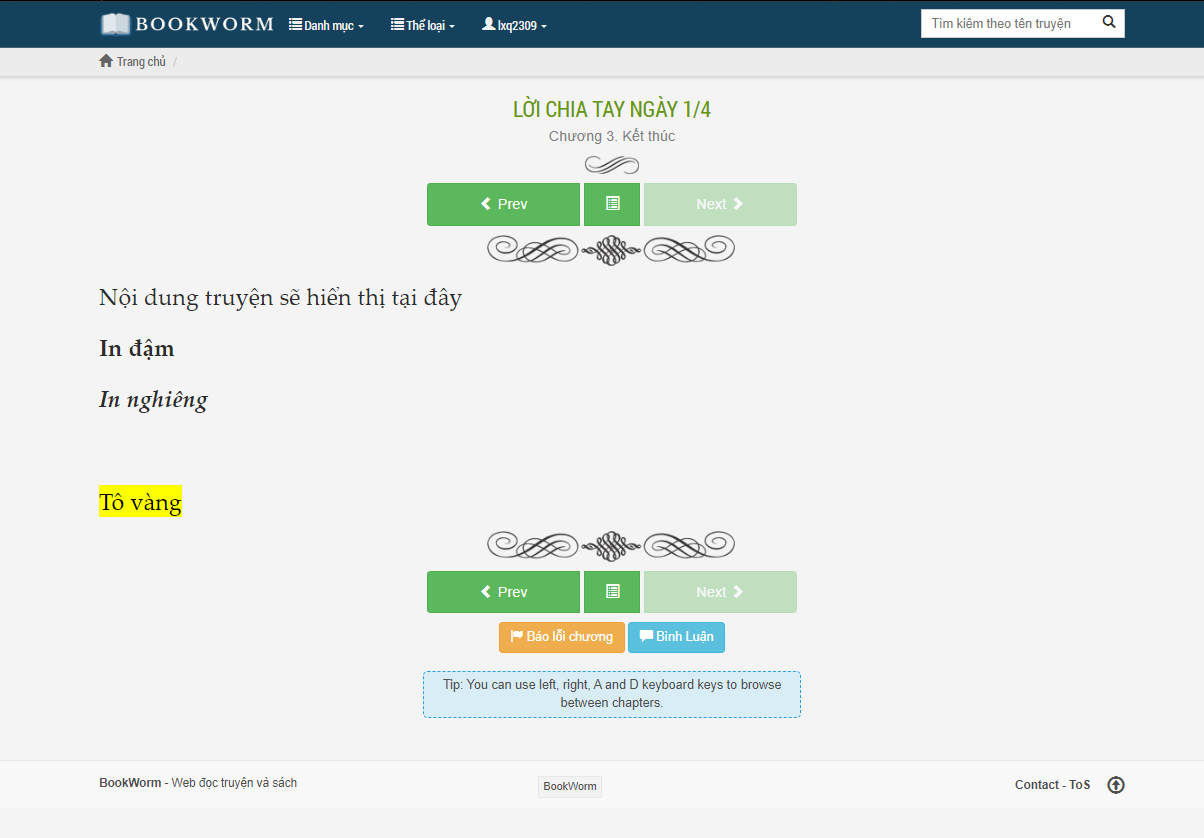 BOOKWORM Danh mục Thể loại lxq2309 Tìm kiếm theo tên truyện
Trang chủ /
LỜI CHIA TAY NGÀY 1/4
Chương 3. Kết thúc
Prev Next
Nội dung truyện sẽ hiển thị tại đây
In đậm
In nghiêng
Tô vàng
Prev Next
Báo lỗi chương Bình Luận
Tip: You can use left, right, A and D keyboard keys to browse
between chapters.
BookWorm - Web đọc truyện và sách BookWorm Contact - ToS